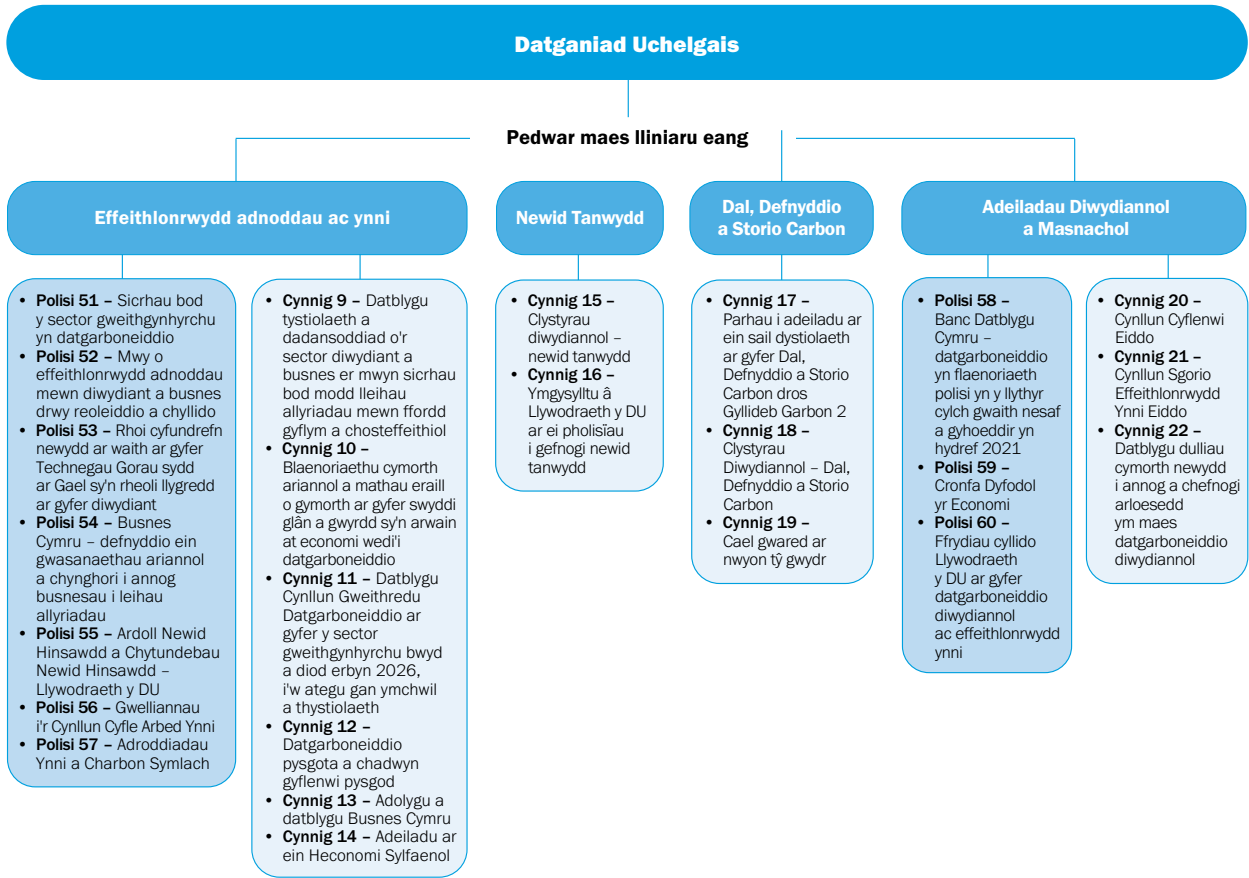 Datganiad Uchelgais
Pedwar maes lliniaru eang
Effeithlonrwydd adnoddau ac ynni
• Polisi 51 – Sicrhau bod
y sector gweithgynhyrchu
yn datgarboneiddio
• Polisi 52 – Mwy o
effeithlonrwydd adnoddau
mewn diwydiant a busnes
drwy reoleiddio a chyllido
• Polisi 53 – Rhoi cyfundrefn
newydd ar waith ar gyfer
Technegau Gorau sydd
ar Gael sy'n rheoli llygredd
ar gyfer diwydiant
• Polisi 54 – Busnes
Cymru – defnyddio ein
gwasanaethau ariannol
a chynghori i annog
busnesau i leihau
allyriadau
• Polisi 55 – Ardoll Newid
Hinsawdd a Chytundebau
Newid Hinsawdd –
Llywodraeth y DU
• Polisi 56 – Gwelliannau
i'r Cynllun Cyfle Arbed Ynni
• Polisi 57 – Adroddiadau
Ynni a Charbon Symlach
• Cynnig 9 – Datblygu
tystiolaeth a
dadansoddiad o'r
sector diwydiant a
busnes er mwyn sicrhau
bod modd lleihau
allyriadau mewn ffordd
gyflym a chosteffeithiol
• Cynnig 10 –
Blaenoriaethu cymorth
ariannol a mathau eraill
o gymorth ar gyfer swyddi
glân a gwyrdd sy'n arwain
at economi wedi'i
datgarboneiddio
• Cynnig 11 – Datblygu
Cynllun Gweithredu
Datgarboneiddio ar
gyfer y sector
gweithgynhyrchu bwyd
a diod erbyn 2026,
i'w ategu gan ymchwil
a thystiolaeth
• Cynnig 12 –
Datgarboneiddio
pysgota a chadwyn
gyflenwi pysgod
• Cynnig 13 – Adolygu a
datblygu Busnes Cymru
• Cynnig 14 – Adeiladu ar
ein Heconomi Sylfaenol
Newid Tanwydd
• Cynnig 15 –
Clystyrau
diwydiannol –
newid tanwydd
• Cynnig 16 –
Ymgysylltu â
Llywodraeth y DU
ar ei pholisïau
i gefnogi newid
tanwydd
Dal, Defnyddio
a Storio Carbon
• Cynnig 17 –
Parhau i adeiladu ar
ein sail dystiolaeth
ar gyfer Dal,
Defnyddio a Storio
Carbon dros
Gyllideb Garbon 2
• Cynnig 18 –
Clystyrau
Diwydiannol – Dal,
Defnyddio a Storio
Carbon
• Cynnig 19 –
Cael gwared ar
nwyon tŷ gwydr
Adeiladau Diwydiannol
a Masnachol
• Polisi 58 –
Banc Datblygu
Cymru –
datgarboneiddio
yn flaenoriaeth
polisi yn y llythyr
cylch gwaith nesaf
a gyhoeddir yn
hydref 2021
• Polisi 59 –
Cronfa Dyfodol
yr Economi
• Polisi 60 –
Ffrydiau cyllido
Llywodraeth
y DU ar gyfer
datgarboneiddio
diwydiannol
ac effeithlonrwydd
ynni
• Cynnig 20 –
Cynllun Cyflenwi
Eiddo
• Cynnig 21 –
Cynllun Sgorio
Effeithlonrwydd
Ynni Eiddo
• Cynnig 22 –
Datblygu dulliau
cymorth newydd
i annog a chefnogi
arloesedd
ym maes
datgarboneiddio
diwydiannol